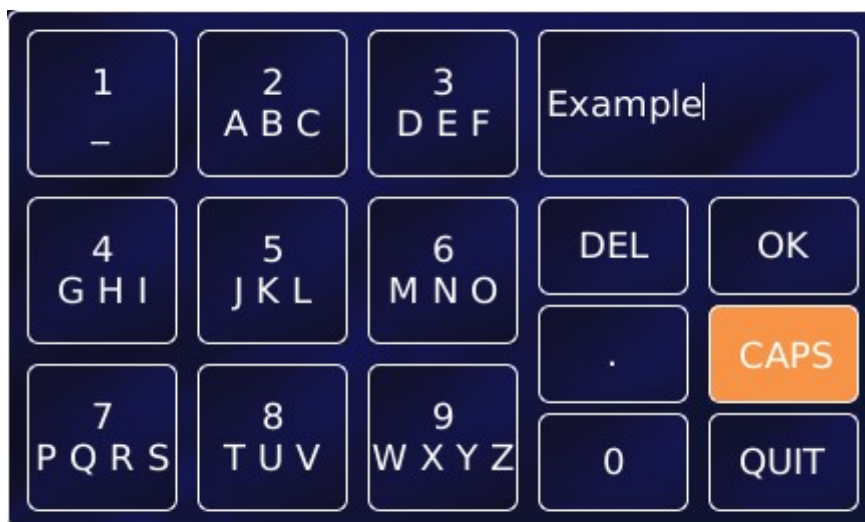 1
_
2
A B C
3
D E F
Example
4
G H I
5
J K L
6
M N O
DEL
OK
.
CAPS
7
P Q R S
8
T U V
9
W X Y Z
0
QUIT